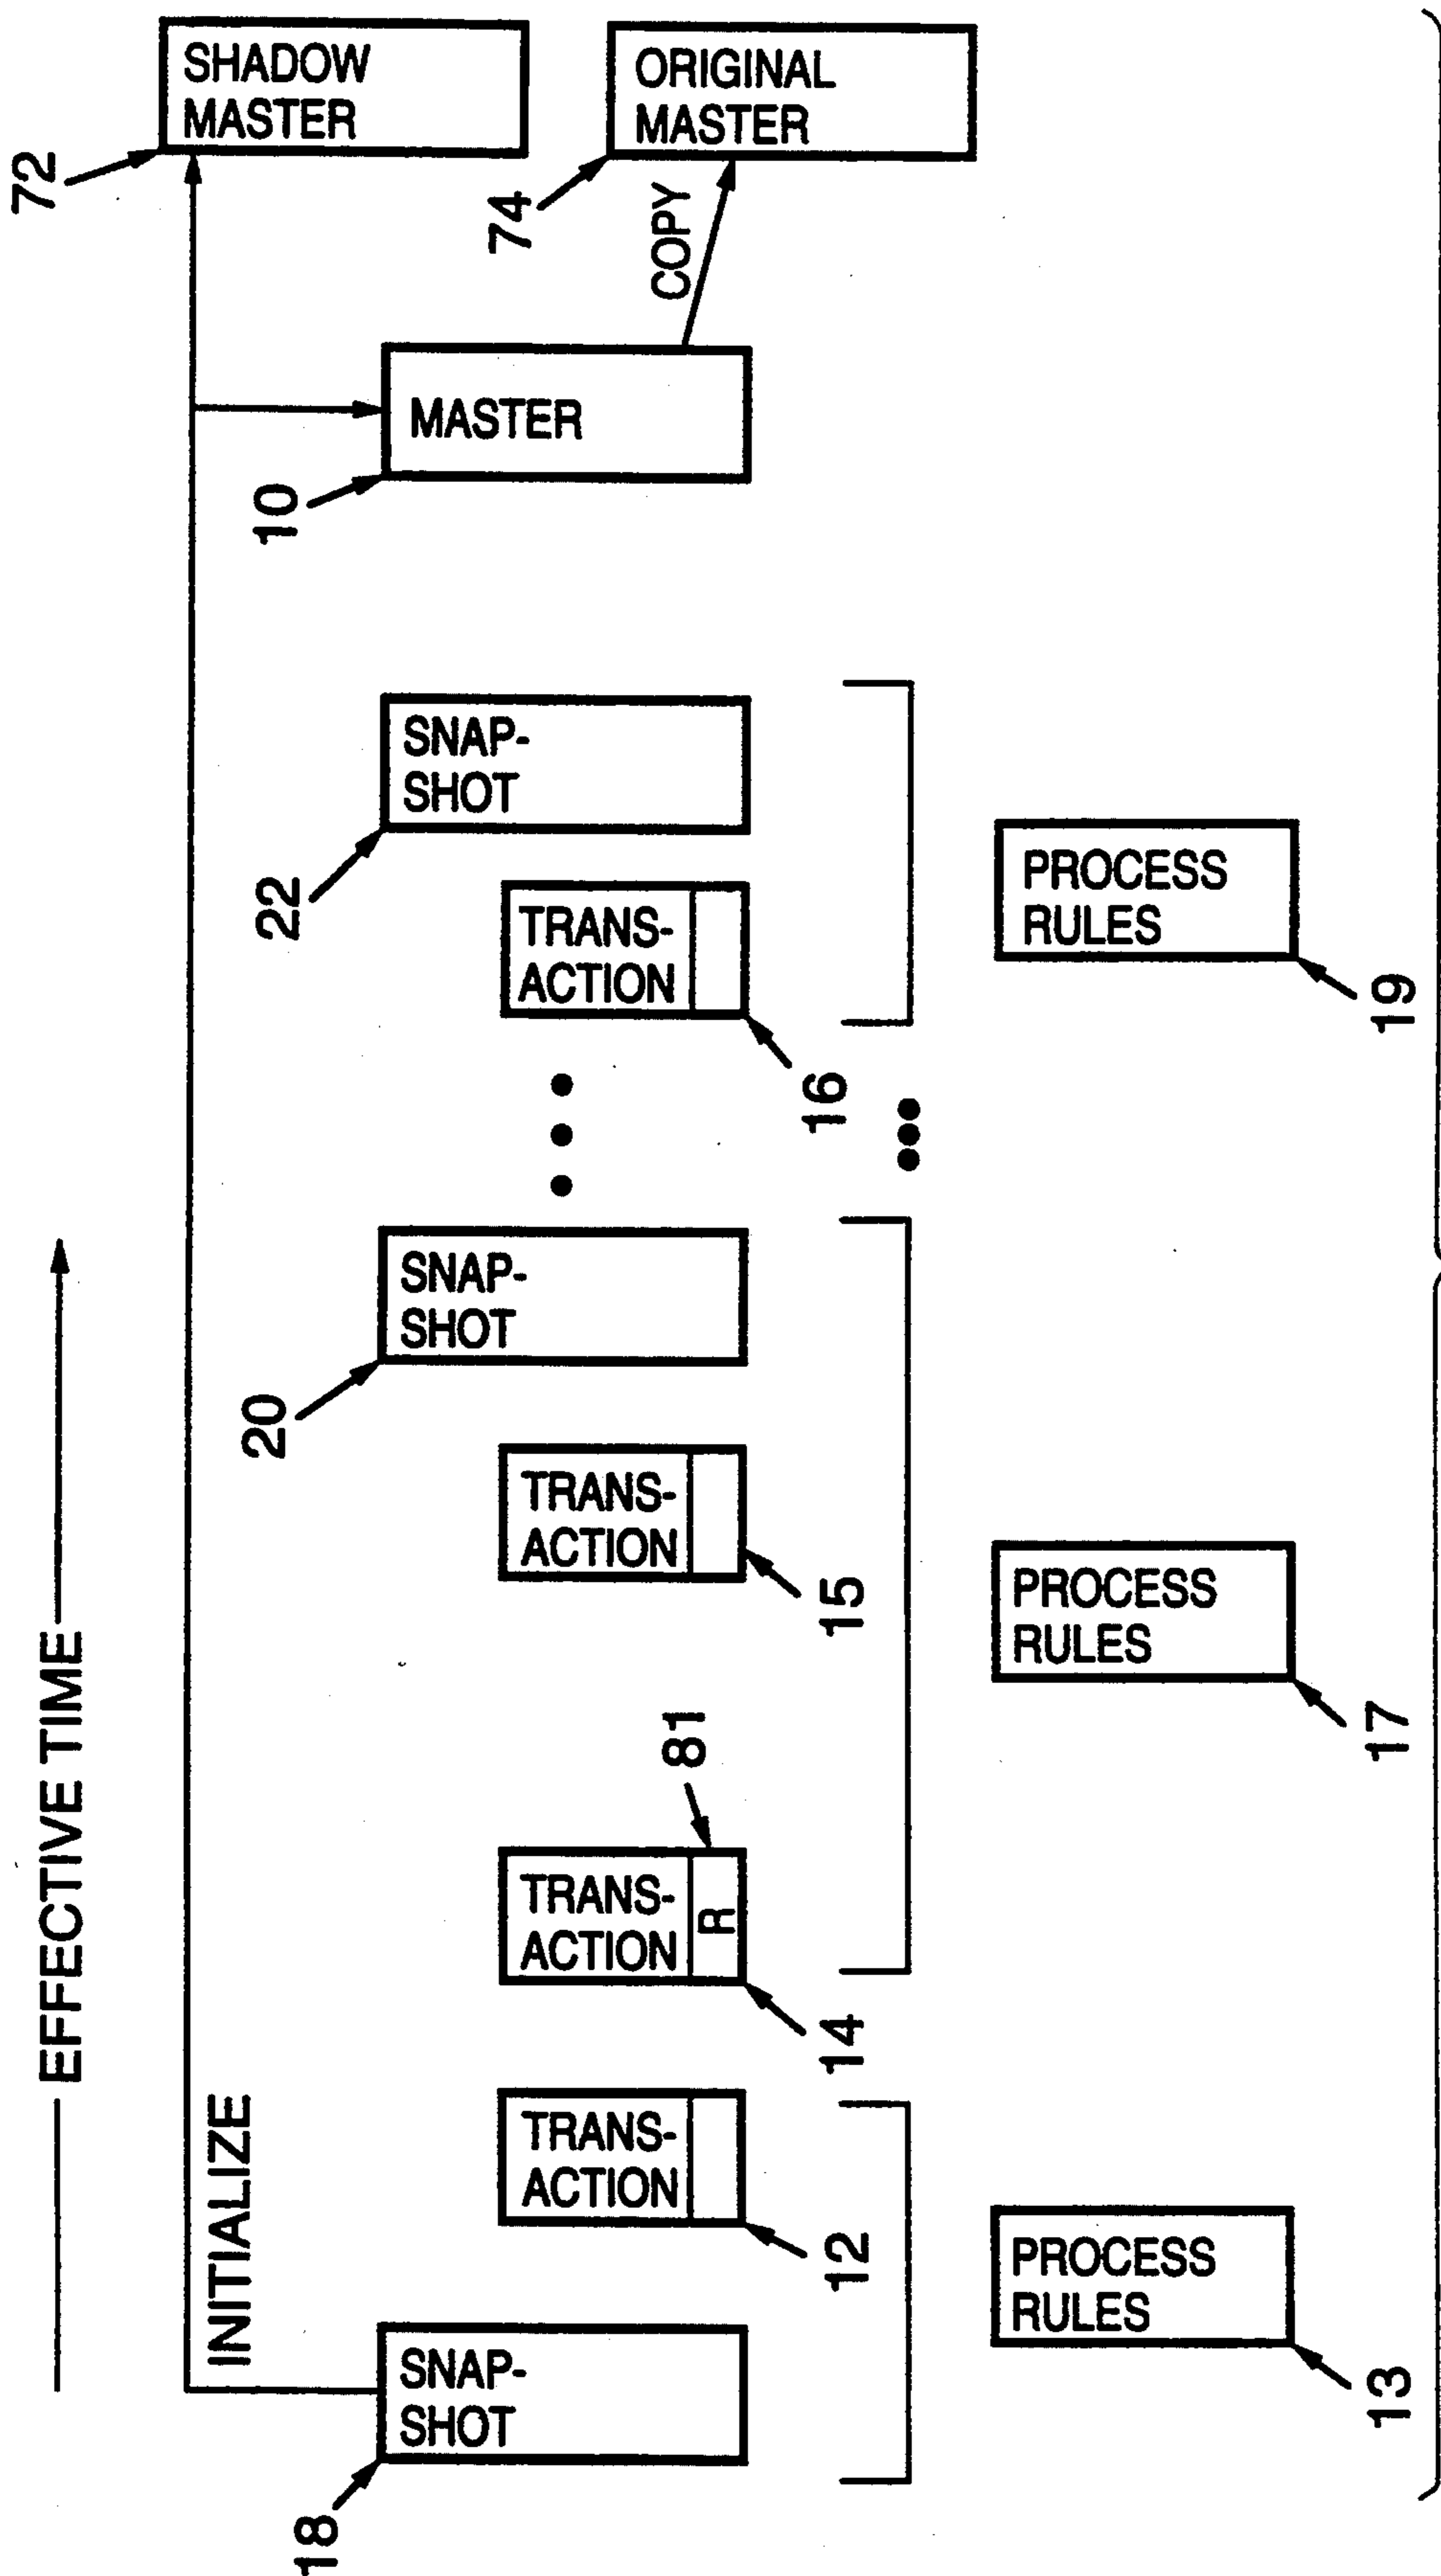 EFFECTIVE TIME
INITIALIZE
72
SHADOW
MASTER
74
ORIGINAL
MASTER
COPY
10
MASTER
18
SNAP-
SHOT
12
TRANS-
ACTION
14
TRANS-
ACTION
R
81
15
TRANS-
ACTION
20
SNAP-
SHOT
16
TRANS-
ACTION
22
SNAP-
SHOT
PROCESS
RULES
13
PROCESS
RULES
17
PROCESS
RULES
19